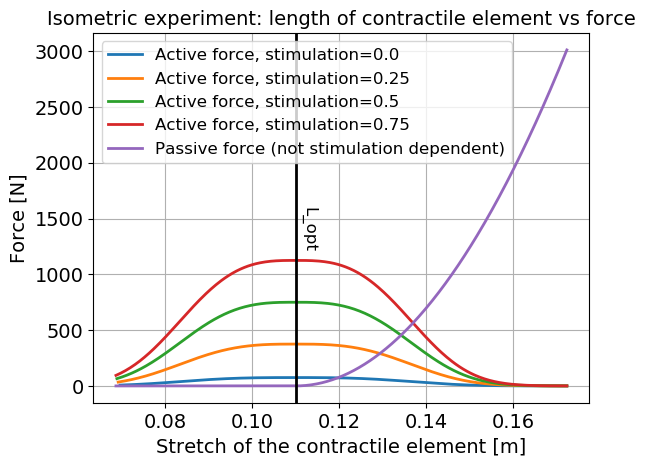 Isometric experiment: length of contractile element vs force
Force [N]
3000
2500
2000
1500
1000
500
0
Active force, stimulation=0.0
Active force, stimulation=0.25
Active force, stimulation=0.5
Active force, stimulation=0.75
Passive force (not stimulation dependent)
L_opt
0.08
0.10
0.12
0.14
0.16
Stretch of the contractile element [m]